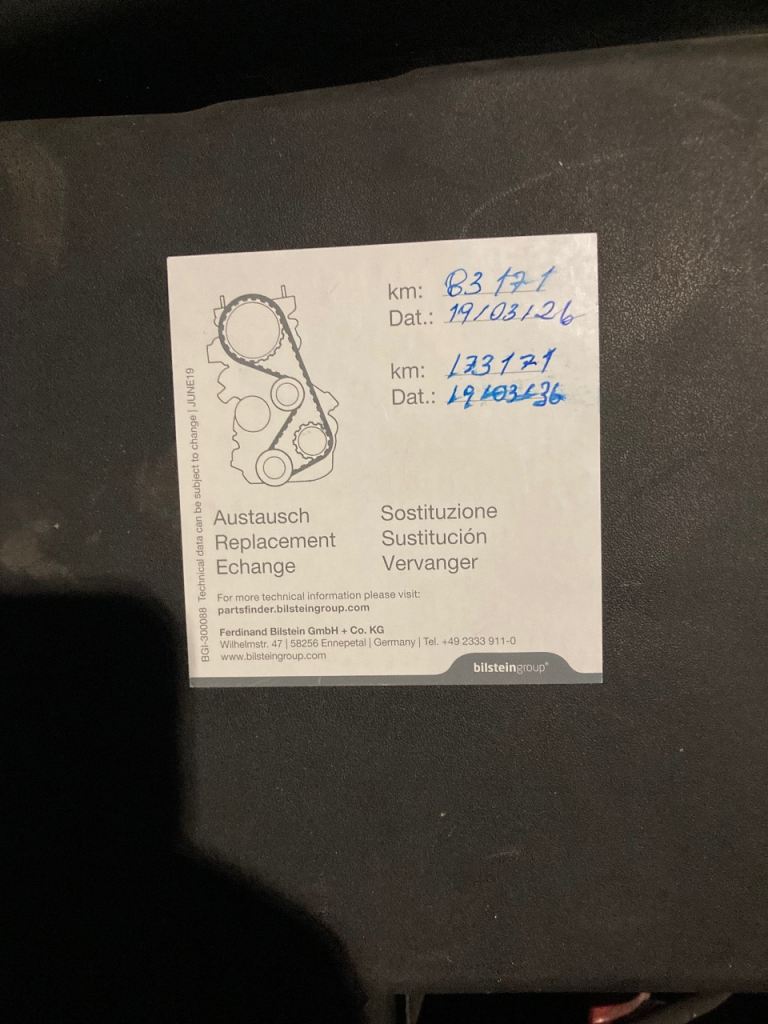 km: 83171
Dat.: 19/03/26
km: 173171
Dat.: 19/03/36
Austausch
Replacement
Echange
Sostituzione
Sustitución
Vervanger
For more technical information please visit:
partsfinder.bilsteingroup.com
Ferdinand Bilstein GmbH + Co. KG
Wilhelmstr. 47 | 58256 Ennepetal | Germany | Tel. +49 2333 911-0
www.bilsteingroup.com
bilsteingroup®
BGI-300088 Technical data can be subject to change | JUNE19